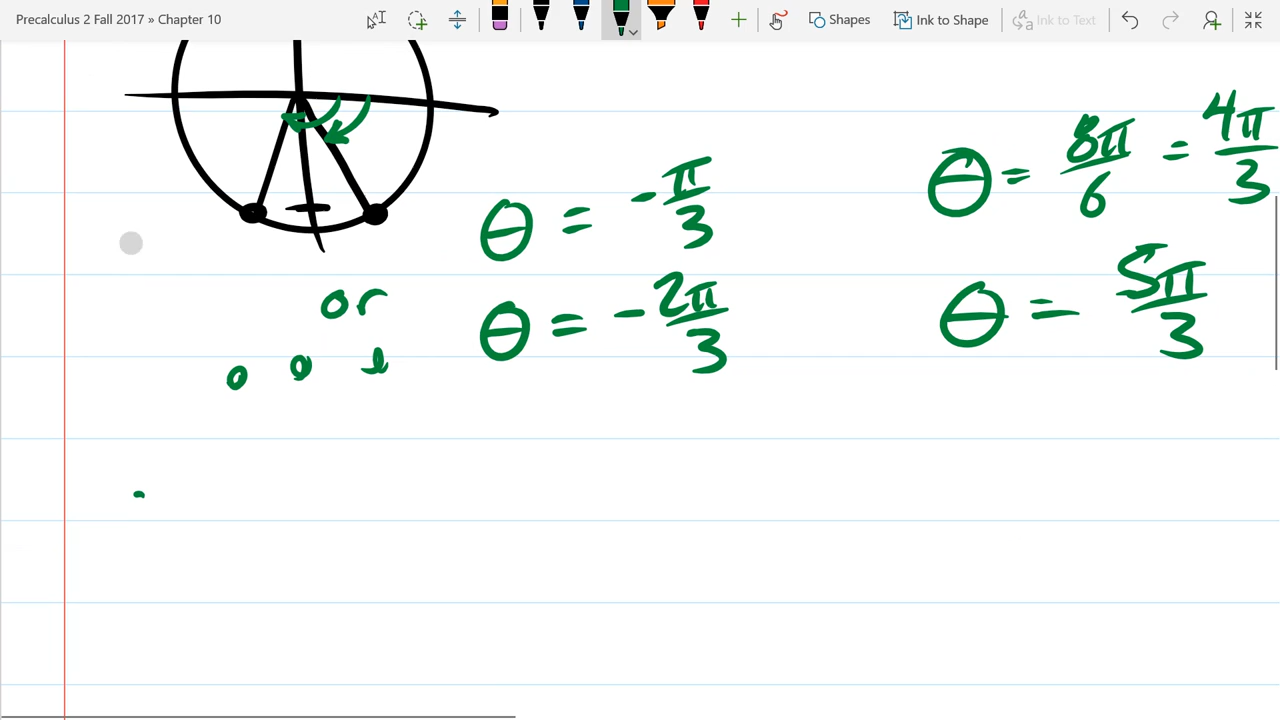 Precalculus 2 Fall 2017 » Chapter 10
Shapes
Ink to Shape
Ink to Text
θ = -π/3
θ = 8π/6 = 4π/3
or
θ = -2π/3
θ = 5π/3